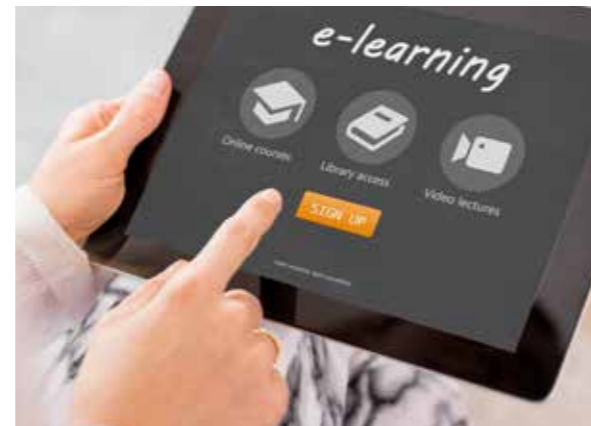 e-learning
Online courses
Library access
Video lectures
SIGN UP